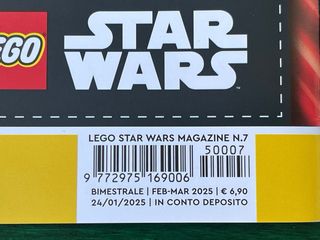 LEGO
STAR
WARS
LEGO STAR WARS MAGAZINE N.7
50007
9 772975 169006
BIMESTRALE | FEB-MAR 2025 | € 6,90
24/01/2025 | IN CONTO DEPOSITO